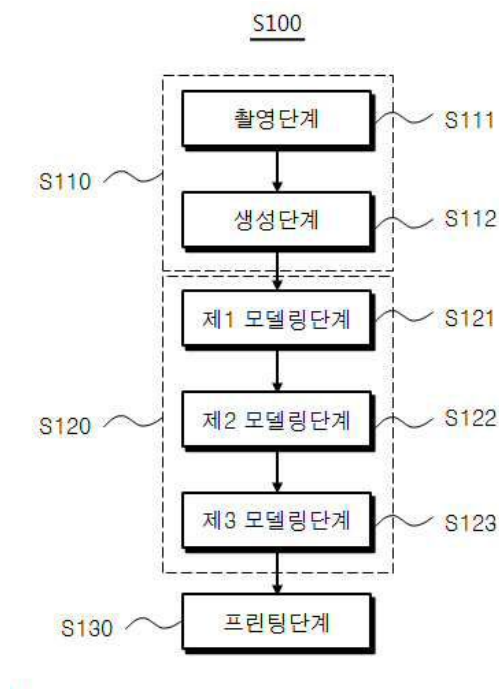 S100
촬영단계
S111
S110
생성단계
S112
제1 모델링단계
S121
제2 모델링단계
S122
S120
제3 모델링단계
S123
프린팅단계
S130